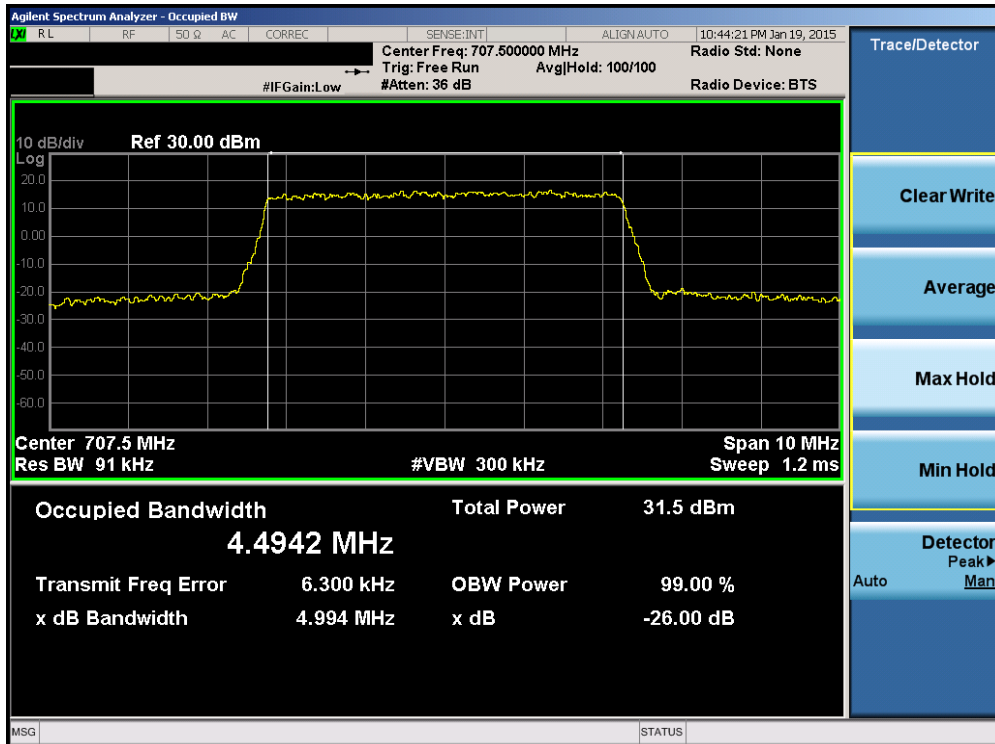 Agilent Spectrum Analyzer - Occupied BW
LXI RL RF 50 Ω AC CORREC SENSE:INT ALIGN AUTO 10:44:21 PM Jan 19, 2015
Center Freq: 707.500000 MHz Radio Std: None
Trig: Free Run Avg|Hold: 100/100
#IFGain:Low #Atten: 36 dB Radio Device: BTS
10 dB/div Ref 30.00 dBm
Log
20.0
10.0
0.00
-10.0
-20.0
-30.0
-40.0
-50.0
-60.0
Center 707.5 MHz Span 10 MHz
Res BW 91 kHz #VBW 300 kHz Sweep 1.2 ms
Occupied Bandwidth Total Power 31.5 dBm
4.4942 MHz
Transmit Freq Error 6.300 kHz OBW Power 99.00 %
x dB Bandwidth 4.994 MHz x dB -26.00 dB
Trace/Detector
Clear Write
Average
Max Hold
Min Hold
Detector
Peak▶
Auto Man
MSG STATUS